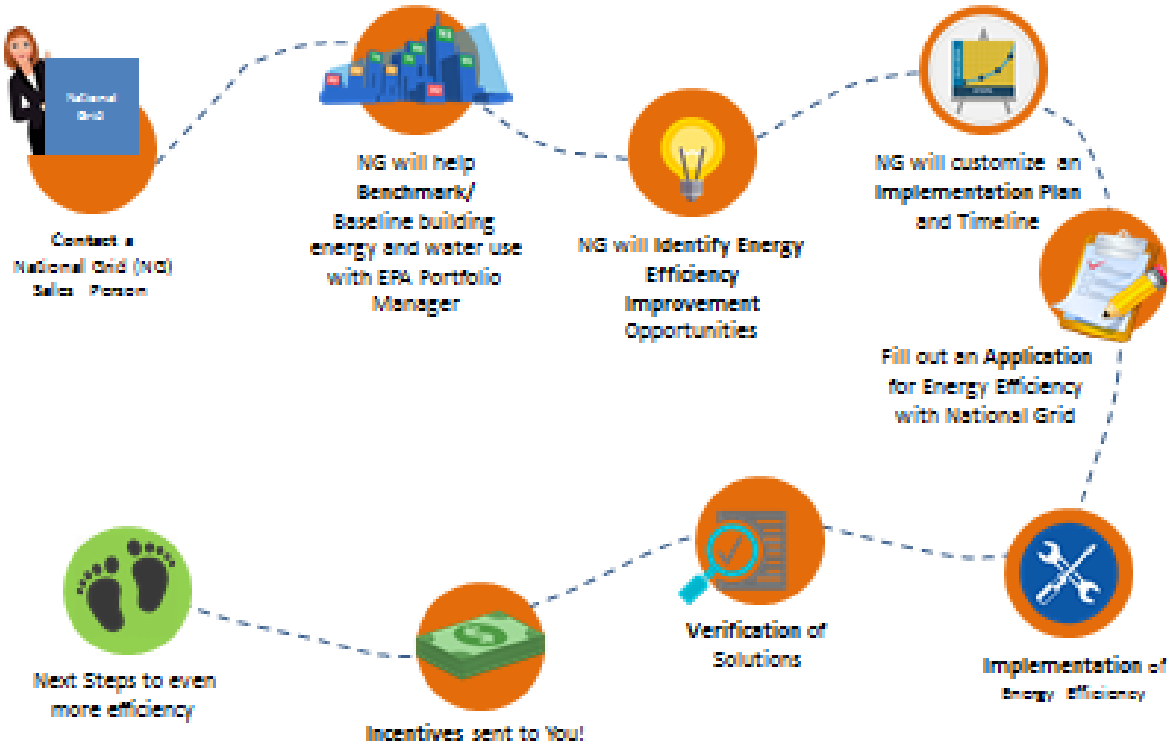 National
Grid
Contact a
National Grid (NG)
Sales Person
NG will help
Benchmark/
Baseline building
energy and water use
with EPA Portfolio
Manager
NG will Identify Energy
Efficiency
Improvement
Opportunities
NG will customize an
Implementation Plan
and Timeline
Fill out an Application
for Energy Efficiency
with National Grid
Implementation of
Energy Efficiency
Verification of
Solutions
Incentives sent to You!
Next Steps to even
more efficiency